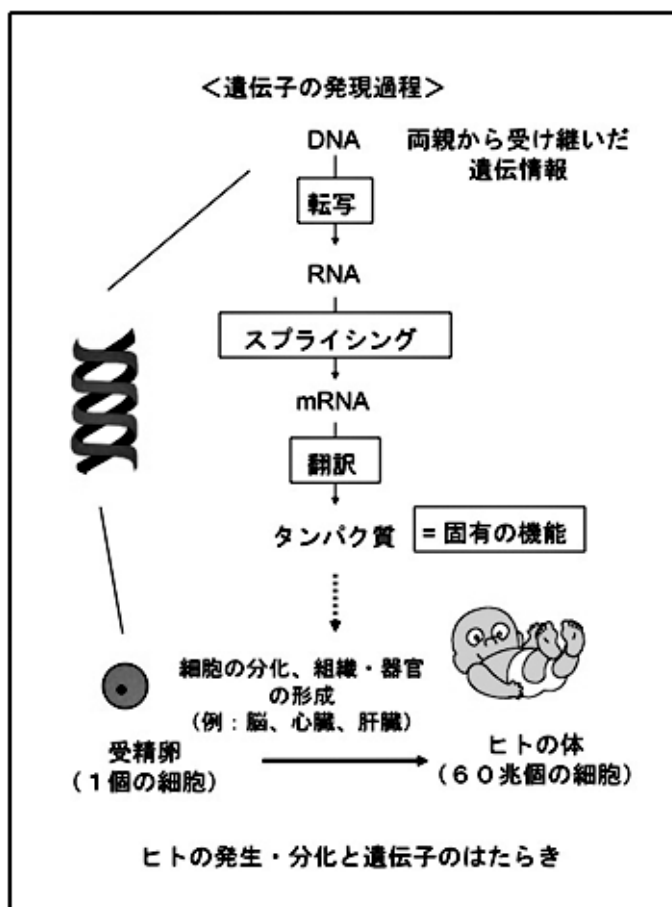 <遺伝子の発現過程>
DNA
両親から受け継いだ
遺伝情報
転写
RNA
スプライシング
mRNA
翻訳
タンパク質
=固有の機能
細胞の分化、組織・器官
の形成
(例:脳、心臓、肝臓)
受精卵
(1個の細胞)
ヒトの体
(60兆個の細胞)
ヒトの発生・分化と遺伝子のはたらき